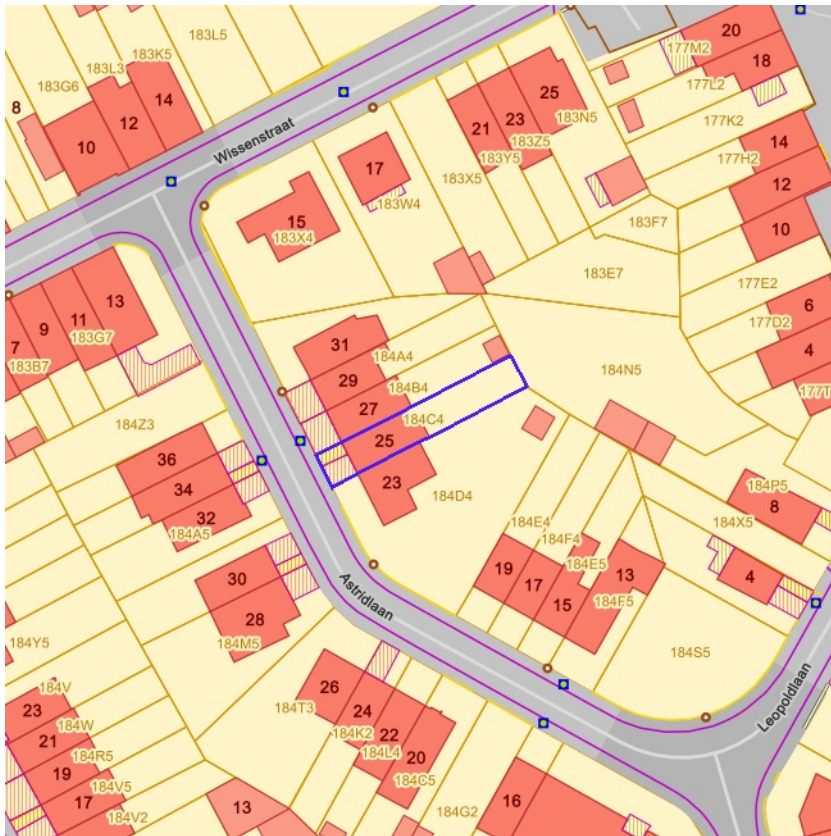 183L5
20
177M2
183K5
18
183L3
183G6
177L2
14
25
8
12
23
183N5
10
21
177K2
Wissenstraat
183Z5
14
183Y5
177H2
17
183X5
12
183W4
15
183F7
10
183X4
183E7
177E2
13
6
11
177D2
9
183G7
31
7
4
183B7
184A4
184N5
29
184B4
177T
27
184C4
184Z3
25
36
184P5
23
34
184D4
8
32
184X5
184A5
184E4
184F4
184E5
19
13
4
30
17
Astridlaan
15
184F5
28
184Y5
184M5
184S5
184V
26
Leopoldlaan
23
184T3
184W
24
21
184K2
22
184R5
184L4
20
19
184C5
184V5
17
13
16
184V2
184G2